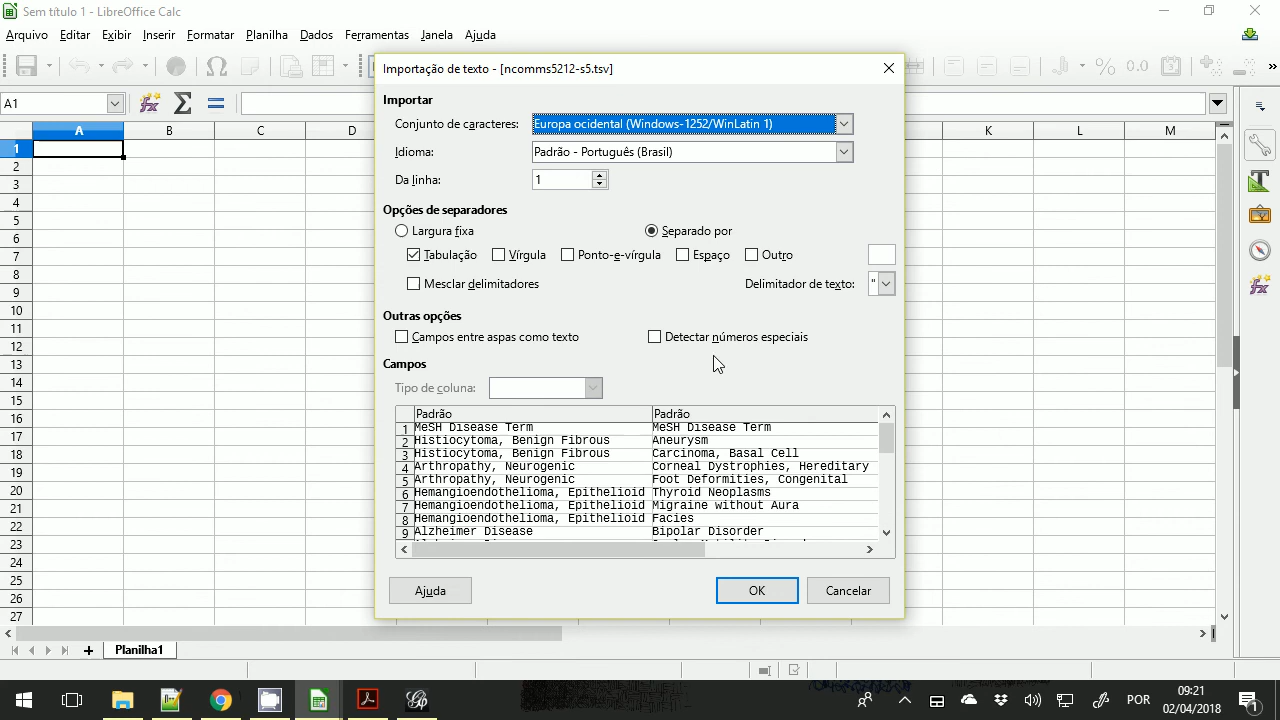 Sem título 1 - LibreOffice Calc
Arquivo Editar Exibir Inserir Formatar Planilha Dados Ferramentas Janela Ajuda
A1
A B C D K L M
1
2
3
4
5
6
7
8
9
10
11
12
13
14
15
16
17
18
19
20
21
22
23
24
25
26
27
Importação de texto - [ncomms5212-s5.tsv]
Importar
Conjunto de caracteres: Europa ocidental (Windows-1252/WinLatin 1)
Idioma: Padrão - Português (Brasil)
Da linha: 1
Opções de separadores
Largura fixa Separado por
Tabulação Vírgula Ponto-e-vírgula Espaço Outro
Mesclar delimitadores Delimitador de texto: "
Outras opções
Campos entre aspas como texto Detectar números especiais
Campos
Tipo de coluna:
Padrão Padrão
1 MeSH Disease Term MeSH Disease Term
2 Histiocytoma, Benign Fibrous Aneurysm
3 Histiocytoma, Benign Fibrous Carcinoma, Basal Cell
4 Arthropathy, Neurogenic Corneal Dystrophies, Hereditary
5 Arthropathy, Neurogenic Foot Deformities, Congenital
6 Hemangioendothelioma, Epithelioid Thyroid Neoplasms
7 Hemangioendothelioma, Epithelioid Migraine without Aura
8 Hemangioendothelioma, Epithelioid Facies
9 Alzheimer Disease Bipolar Disorder
Ajuda OK Cancelar
Planilha1
POR
09:21
02/04/2018
1